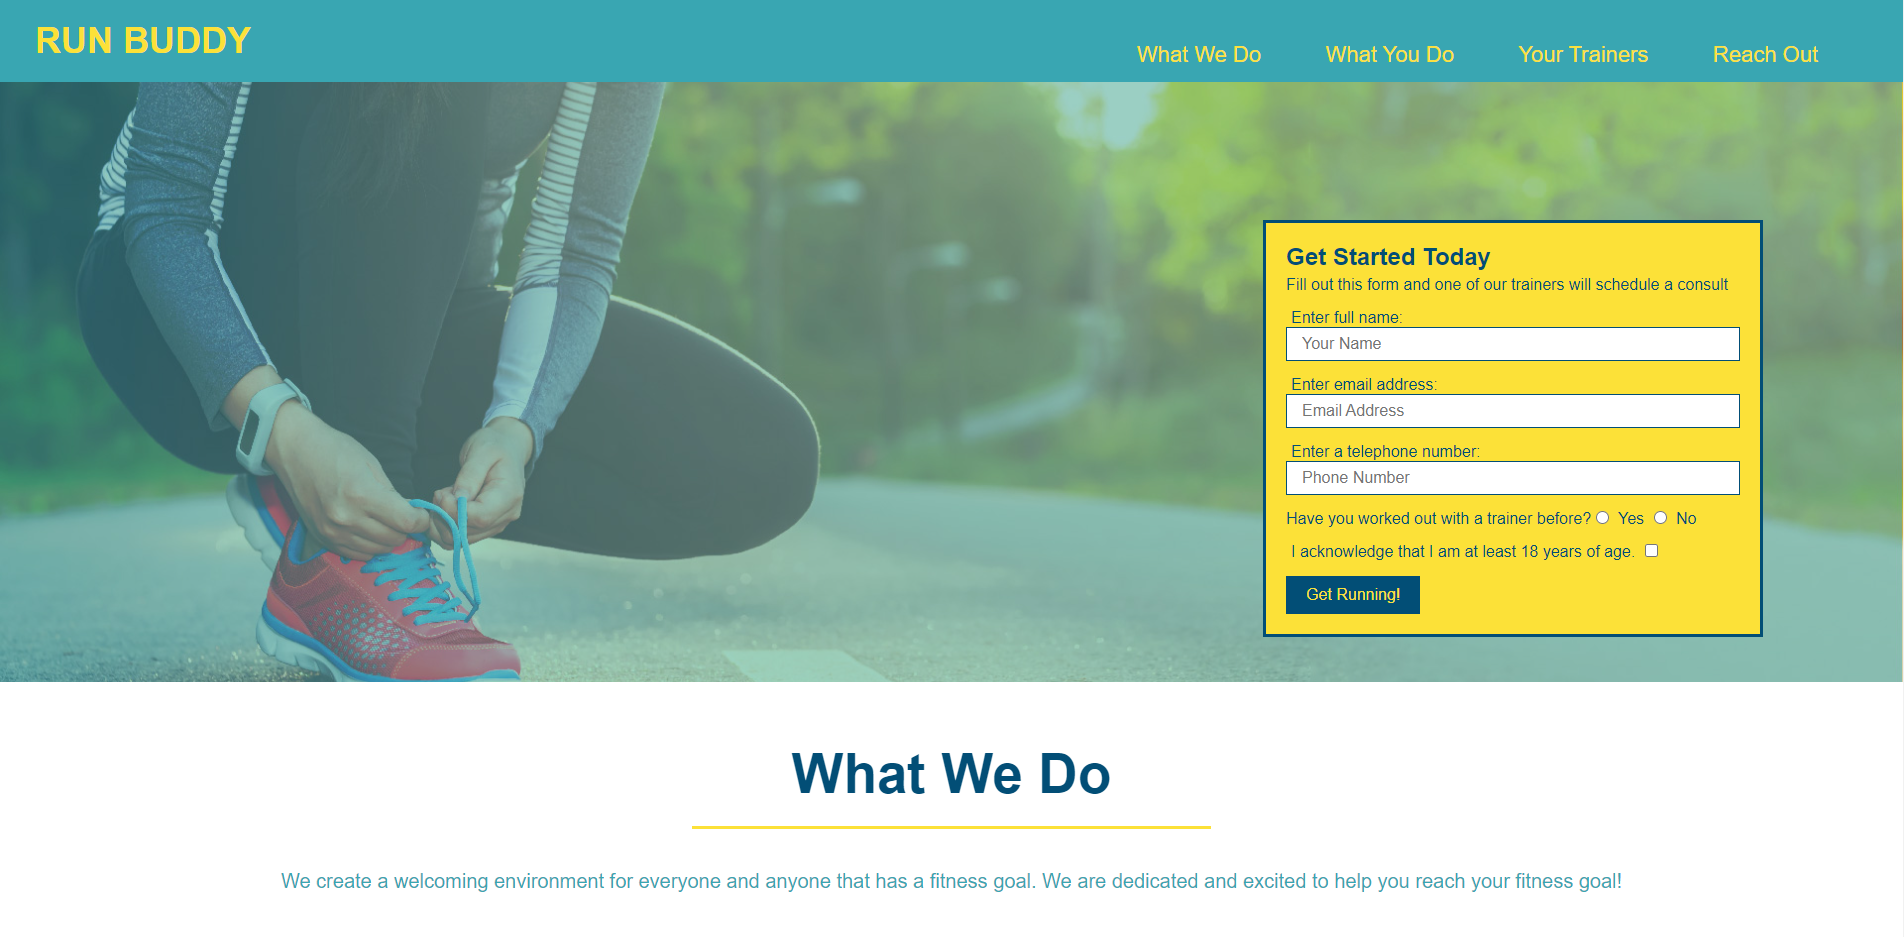 RUN BUDDY
What We Do
What You Do
Your Trainers
Reach Out
Get Started Today
Fill out this form and one of our trainers will schedule a consult
Enter full name:
Your Name
Enter email address:
Email Address
Enter a telephone number:
Phone Number
Have you worked out with a trainer before? Yes No
I acknowledge that I am at least 18 years of age.
Get Running!
What We Do
We create a welcoming environment for everyone and anyone that has a fitness goal. We are dedicated and excited to help you reach your fitness goal!